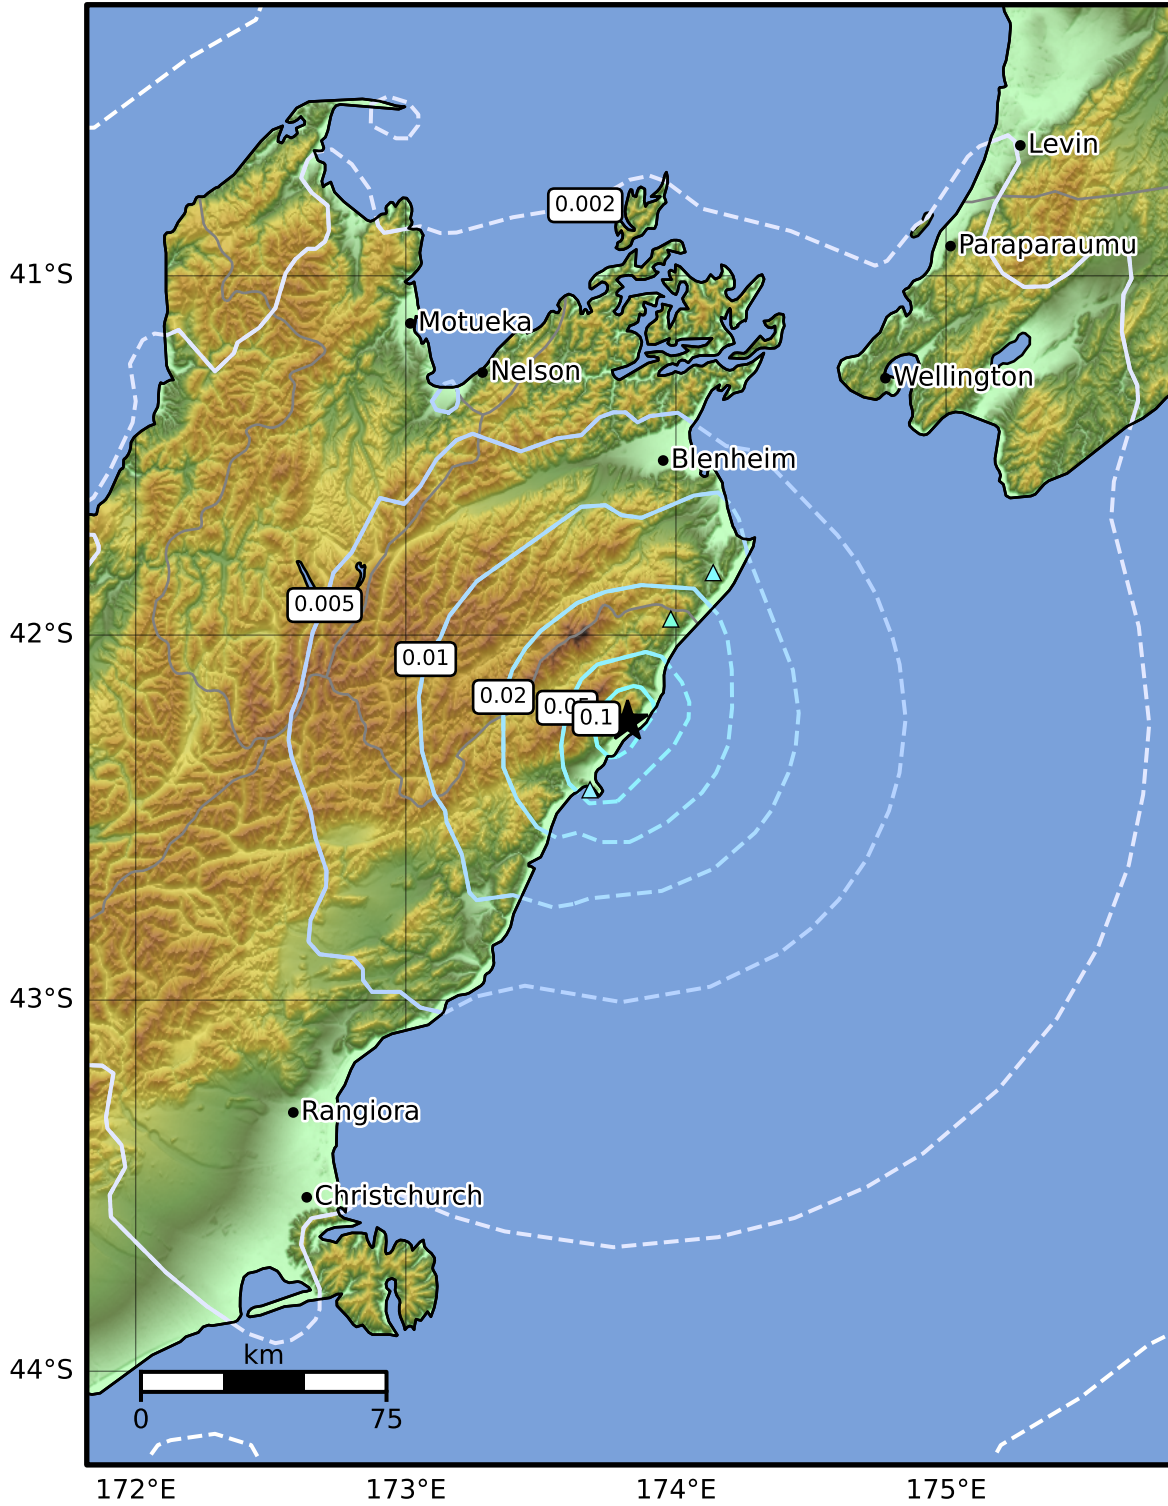 Levin
0.002
Paraparaumu
41°S
Motueka
Nelson
Wellington
Blenheim
0.005
42°S
0.01
0.02
0.1
43°S
Rangiora
Christchurch
km
44°S
0 75
172°E 173°E 174°E 175°E